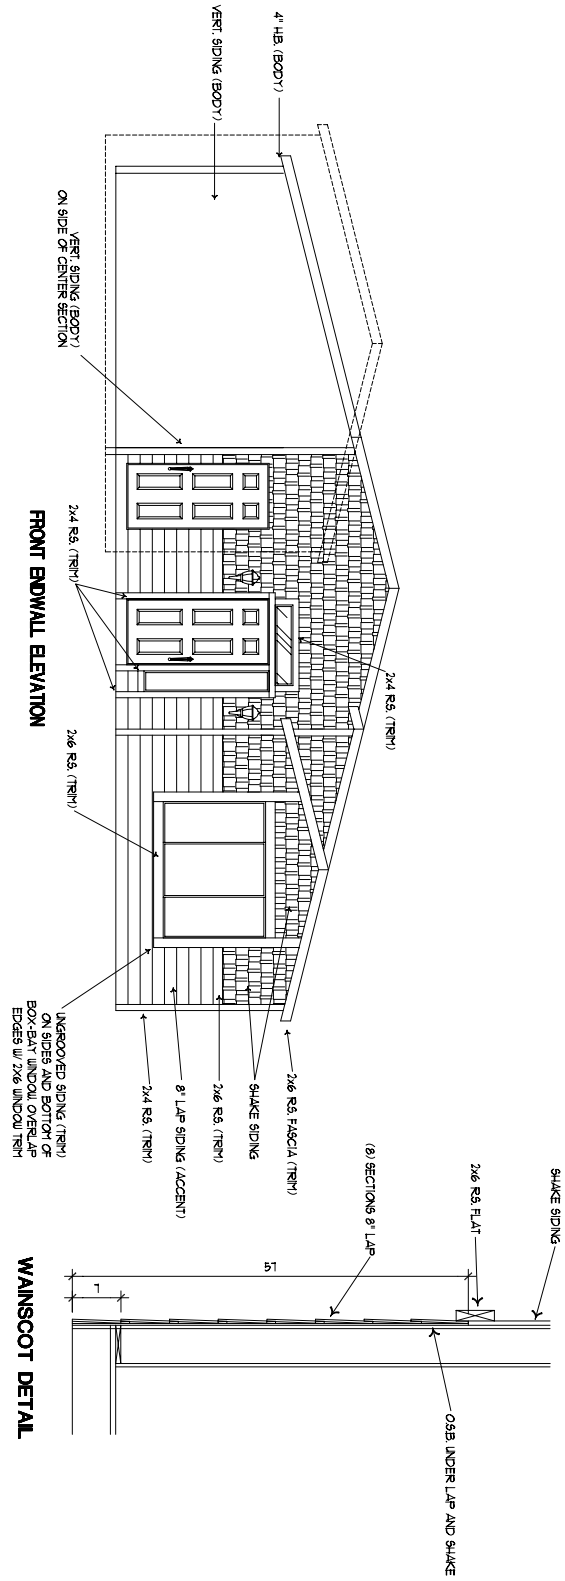 4" H.B. (BODY)
VERT. SIDING (BODY)
VERT. SIDING (BODY)
ON SIDE OF CENTER SECTION
2x4 R.S. (TRIM)
FRONT ENDWALL ELEVATION
2x4 R.S. (TRIM)
2x6 R.S. (TRIM)
2x6 R.S. FASCIA (TRIM)
SHAKE SIDING
2x6 R.S. (TRIM)
8" LAP SIDING (ACCENT)
2x4 R.S. (TRIM)
UNGROOVED SIDING (TRIM)
ON SIDES AND BOTTOM OF
BOX-BAY WINDOW. OVERLAP
EDGES W/ 2X6 WINDOW TRIM
SHAKE SIDING
2x6 R.S. FLAT
(8) SECTIONS 8" LAP
57
7
O.S.B. UNDER LAP AND SHAKE
WAINSCOT DETAIL